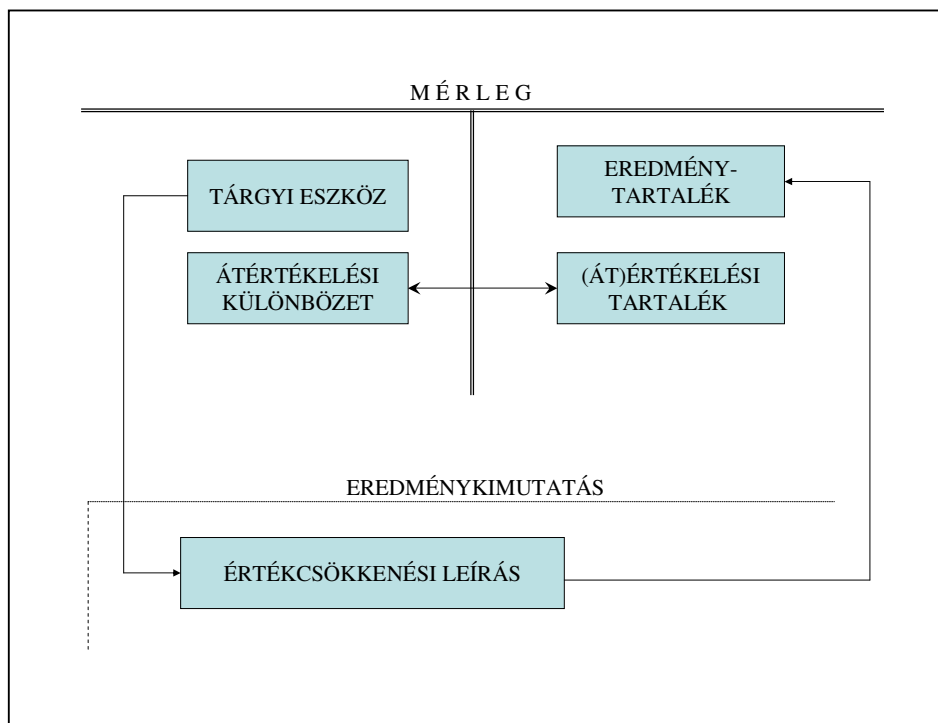 M É R L E G
TÁRGYI ESZKÖZ
EREDMÉNY-
TARTALÉK
ÁTÉRTÉKELÉSI
KÜLÖNBÖZET
(ÁT)ÉRTÉKELÉSI
TARTALÉK
EREDMÉNYKIMUTATÁS
ÉRTÉKCSÖKKENÉSI LEÍRÁS